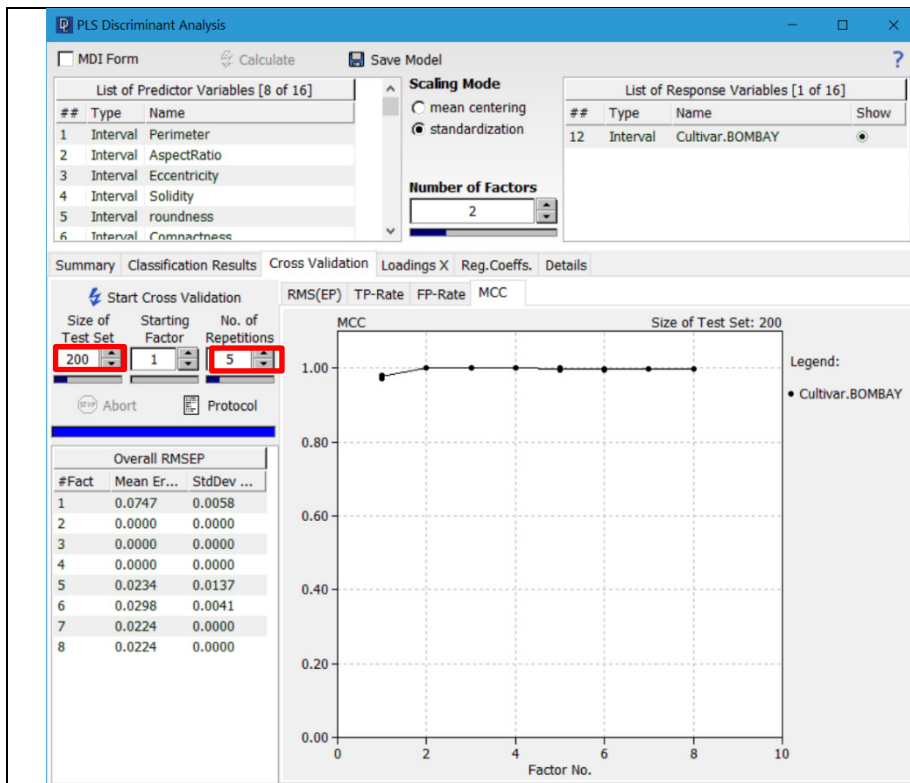 PLS Discriminant Analysis
MDI Form Calculate Save Model ?
List of Predictor Variables [8 of 16]
## Type Name
1 Interval Perimeter
2 Interval AspectRatio
3 Interval Eccentricity
4 Interval Solidity
5 Interval roundness
6 Interval Compactness
Scaling Mode
mean centering
standardization
Number of Factors
2
List of Response Variables [1 of 16]
## Type Name Show
12 Interval Cultivar.BOMBAY
Summary Classification Results Cross Validation Loadings X Reg.Coeffs. Details
Start Cross Validation
Size of Starting No. of
Test Set Factor Repetitions
200 1 5
STOP Abort Protocol
Overall RMSEP
#Fact Mean Er... StdDev ...
1 0.0747 0.0058
2 0.0000 0.0000
3 0.0000 0.0000
4 0.0000 0.0000
5 0.0234 0.0137
6 0.0298 0.0041
7 0.0224 0.0000
8 0.0224 0.0000
RMS(EP) TP-Rate FP-Rate MCC
MCC Size of Test Set: 200
1.00
0.80
0.60
0.40
0.20
0.00
0 2 4 6 8 10
Factor No.
Legend:
Cultivar.BOMBAY